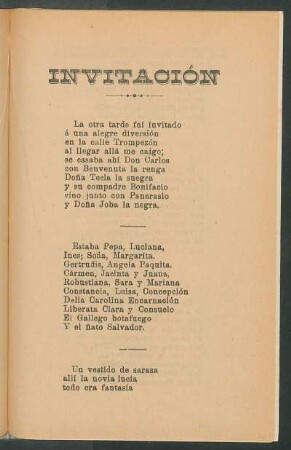 INVITACIÓN
La otra tarde fui invitado
á una alegre diversión
en la calle Trompezón
al llegar allá me caigo;
se casaba ahí Don Carlos
con Benvenuta la renga
Doña Tecla la suegra
y su compadre Bonifacio
vino junto con Pancrasio
y Doña Joba la negra.
Estaba Pepa, Luciana,
Ines; Soña, Margarita.
Gertrudis, Angela Paquita.
Cármen, Jacinta y Juana,
Robustiana, Sara y Mariana
Constancia, Luisa, Concepción
Delia Carolina Encarnación
Liberata Clara y Consuelo
El Gallego botafuego
Y el ñato Salvador.
Un vestido de sarasa
allí la novia lucia
todo era fantasía